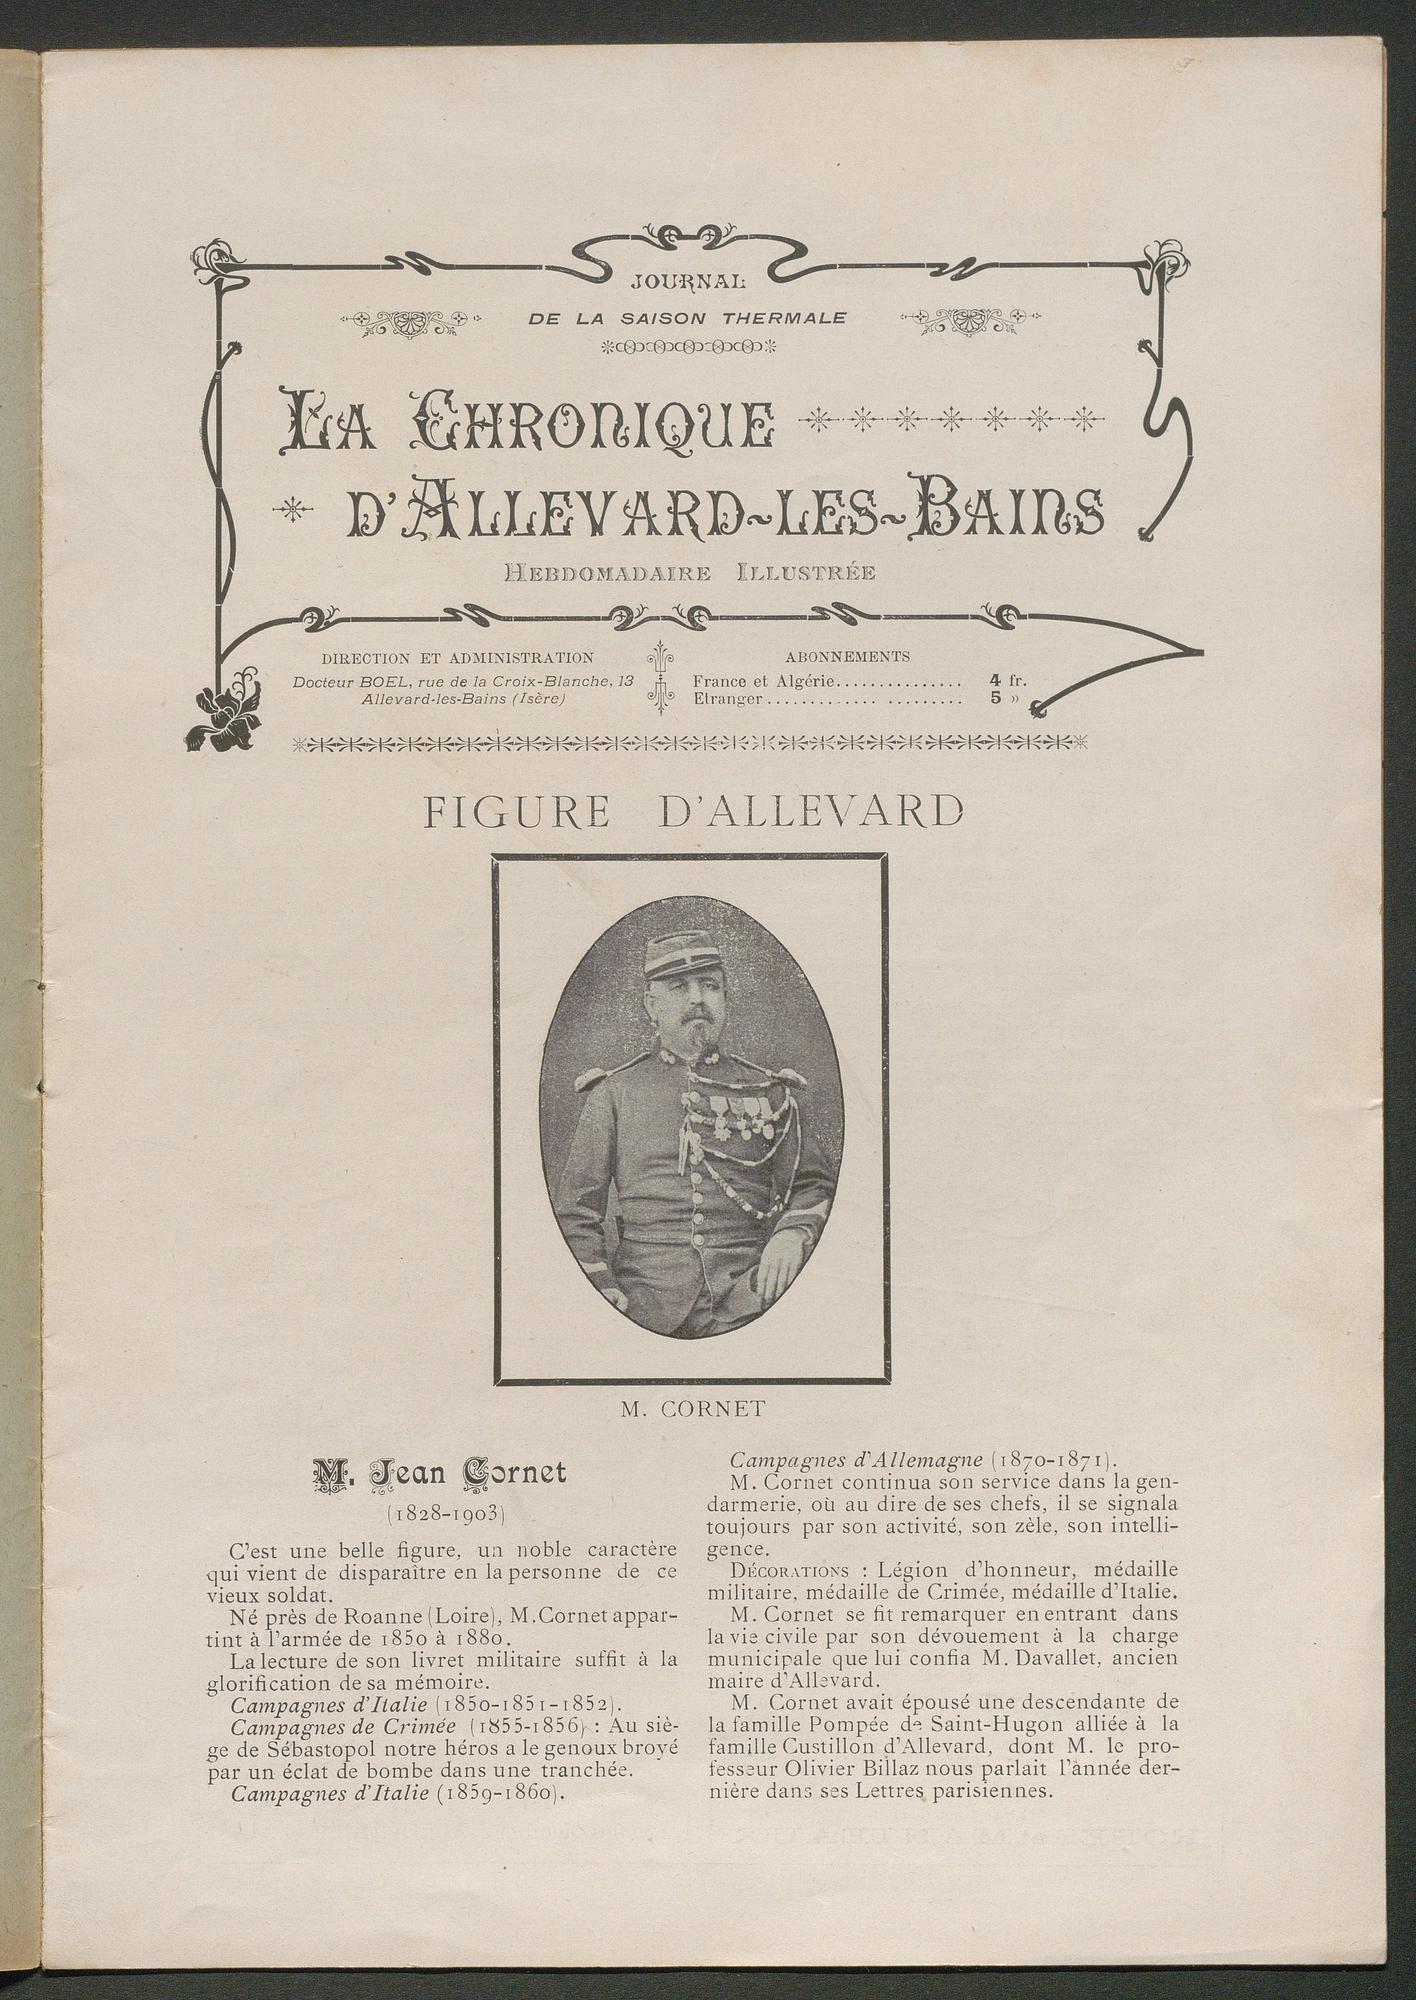 JOURNAL
DE LA SAISON THERMALE
LA CHRONIQUE
D'ALLEVARD-LES-BAINS
HEBDOMADAIRE ILLUSTRÉE
DIRECTION ET ADMINISTRATION
Docteur BOEL, rue de la Croix-Blanche, 13
Allevard-les-Bains (Isère)
ABONNEMENTS
France et Algérie............... 4 fr.
Etranger............. ......... 5 »
FIGURE D'ALLEVARD
M. CORNET
M. Jean Cornet
(1828-1903)
C'est une belle figure, un noble caractère
qui vient de disparaître en la personne de ce
vieux soldat.
Né près de Roanne (Loire), M. Cornet appar-
tint à l'armée de 1850 à 1880.
La lecture de son livret militaire suffit à la
glorification de sa mémoire.
Campagnes d'Italie (1850-1851-1852).
Campagnes de Crimée (1855-1856) : Au siè-
ge de Sébastopol notre héros a le genoux broyé
par un éclat de bombe dans une tranchée.
Campagnes d'Italie (1859-1860).
Campagnes d'Allemagne (1870-1871).
M. Cornet continua son service dans la gen-
darmerie, où au dire de ses chefs, il se signala
toujours par son activité, son zèle, son intelli-
gence.
DÉCORATIONS : Légion d'honneur, médaille
militaire, médaille de Crimée, médaille d'Italie.
M. Cornet se fit remarquer en entrant dans
la vie civile par son dévouement à la charge
municipale que lui confia M. Davallet, ancien
maire d'Allevard.
M. Cornet avait épousé une descendante de
la famille Pompée de Saint-Hugon alliée à la
famille Custillon d'Allevard, dont M. le pro-
fesseur Olivier Billaz nous parlait l'année der-
nière dans ses Lettres parisiennes.